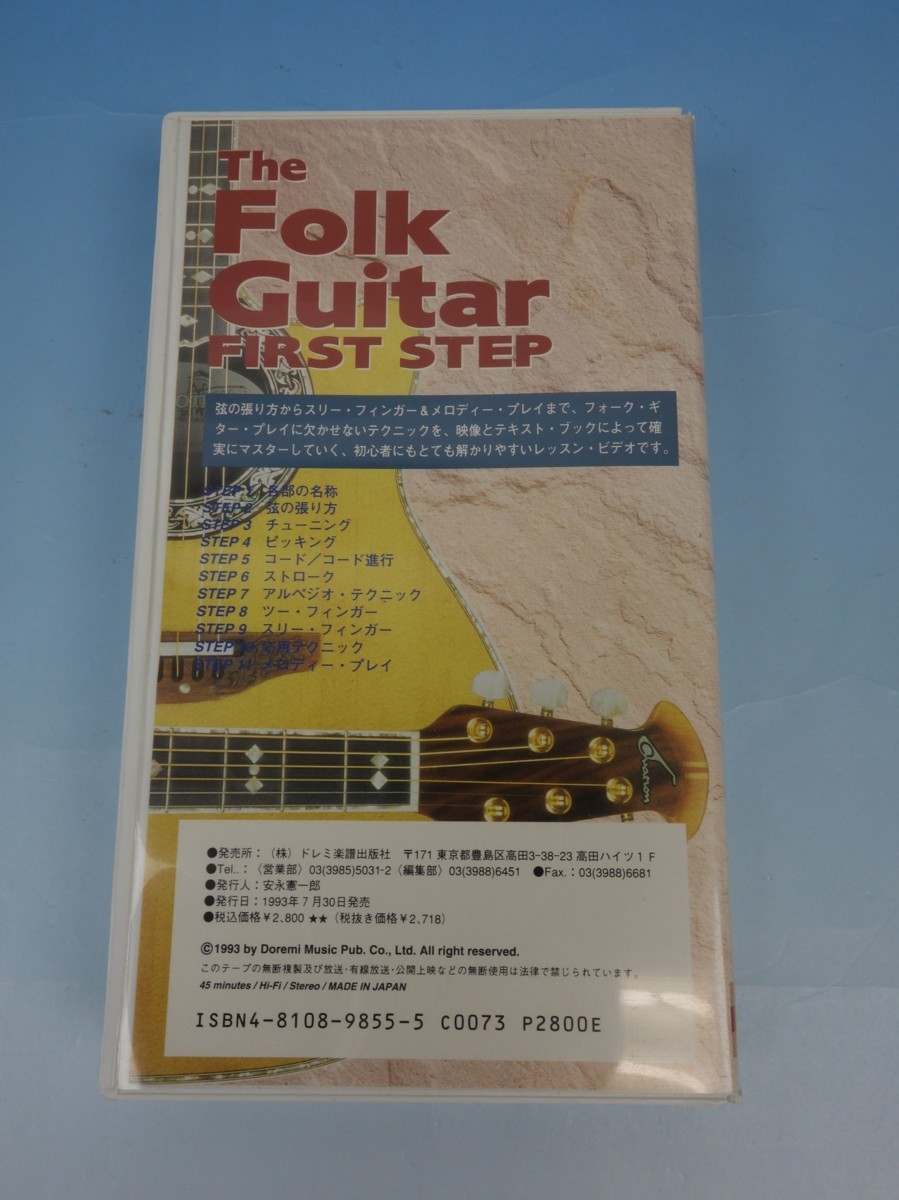 The
Folk
Guitar
FIRST STEP
弦の張り方からスリー・フィンガー&メロディー・プレイまで、フォーク・ギ
ター・プレイに欠かせないテクニックを、映像とテキスト・ブックによって確
実にマスターしていく、初心者にもとても解かりやすいレッスン・ビデオです。
STEP 1 各部の名称
STEP 2 弦の張り方
STEP 3 チューニング
STEP 4 ピッキング
STEP 5 コード/コード進行
STEP 6 ストローク
STEP 7 アルペジオ・テクニック
STEP 8 ツー・フィンガー
STEP 9 スリー・フィンガー
STEP 10 応用テクニック
STEP 11 メロディー・プレイ
●発売所:(株)ドレミ楽譜出版社 〒171 東京都豊島区高田3-38-23 高田ハイツ1F
●Tel..:〈営業部〉03(3985)5031-2〈編集部〉03(3988)6451 ●Fax.:03(3988)6681
●発行人:安永憲一郎
●発行日:1993年7月30日発売
●税込価格¥2,800 ★★(税抜き価格¥2,718)
©1993 by Doremi Music Pub. Co., Ltd. All right reserved.
このテープの無断複製及び放送・有線放送・公開上映などの無断使用は法律で禁じられています。
45 minutes / Hi-Fi / Stereo / MADE IN JAPAN
ISBN4-8108-9855-5 C0073 P2800E